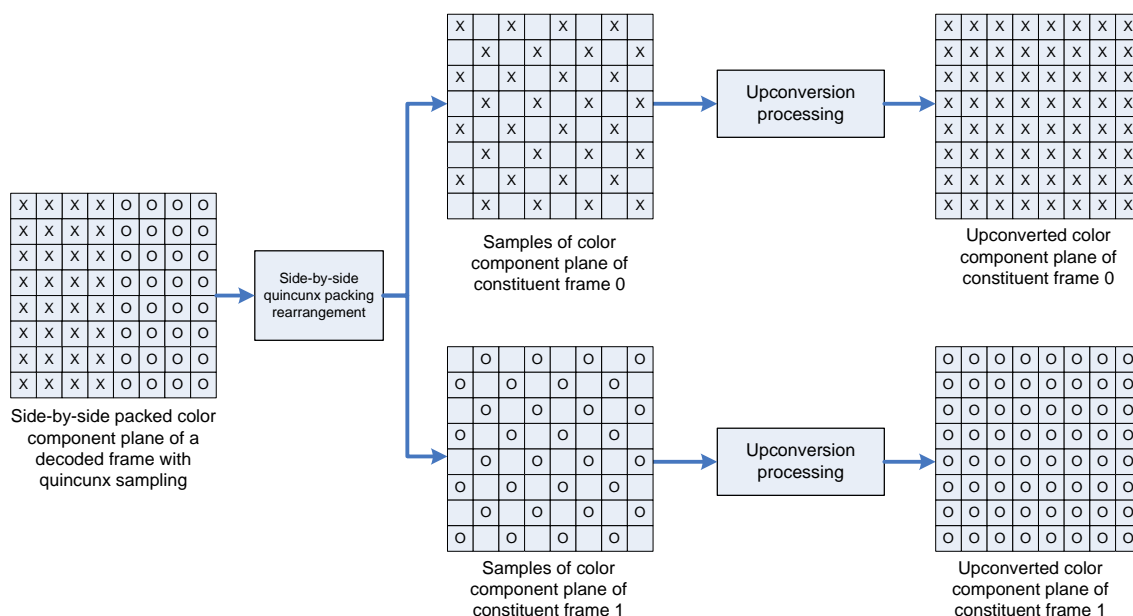 X X X X
X X X X
X X X X
X X X X
X X X X
X X X X
X X X X
X X X X
Samples of color
component plane of
constituent frame 0
Upconversion
processing
X X X X X X X X
X X X X X X X X
X X X X X X X X
X X X X X X X X
X X X X X X X X
X X X X X X X X
X X X X X X X X
X X X X X X X X
Upconverted color
component plane of
constituent frame 0
X X X X O O O O
X X X X O O O O
X X X X O O O O
X X X X O O O O
X X X X O O O O
X X X X O O O O
X X X X O O O O
X X X X O O O O
Side-by-side packed color
component plane of a
decoded frame with
quincunx sampling
Side-by-side
quincunx packing
rearrangement
O O O O
O O O O
O O O O
O O O O
O O O O
O O O O
O O O O
O O O O
Samples of color
component plane of
constituent frame 1
Upconversion
processing
O O O O O O O O
O O O O O O O O
O O O O O O O O
O O O O O O O O
O O O O O O O O
O O O O O O O O
O O O O O O O O
O O O O O O O O
Upconverted color
component plane of
constituent frame 1